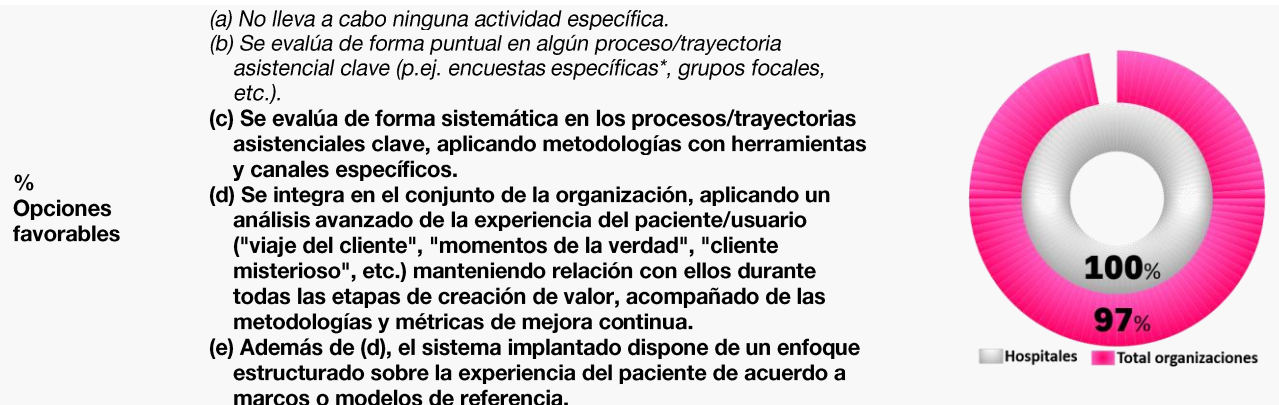 (a) No lleva a cabo ninguna actividad específica.
(b) Se evalúa de forma puntual en algún proceso/trayectoria
asistencial clave (p.ej. encuestas específicas*, grupos focales,
etc.).
(c) Se evalúa de forma sistemática en los procesos/trayectorias
asistenciales clave, aplicando metodologías con herramientas
y canales específicos.
%
Opciones
favorables
(d) Se integra en el conjunto de la organización, aplicando un
análisis avanzado de la experiencia del paciente/usuario
("viaje del cliente", "momentos de la verdad", "cliente
misterioso", etc.) manteniendo relación con ellos durante
todas las etapas de creación de valor, acompañado de las
metodologías y métricas de mejora continua.
(e) Además de (d), el sistema implantado dispone de un enfoque
estructurado sobre la experiencia del paciente de acuerdo a
marcos o modelos de referencia.
100%
97%
Hospitales
Total organizaciones